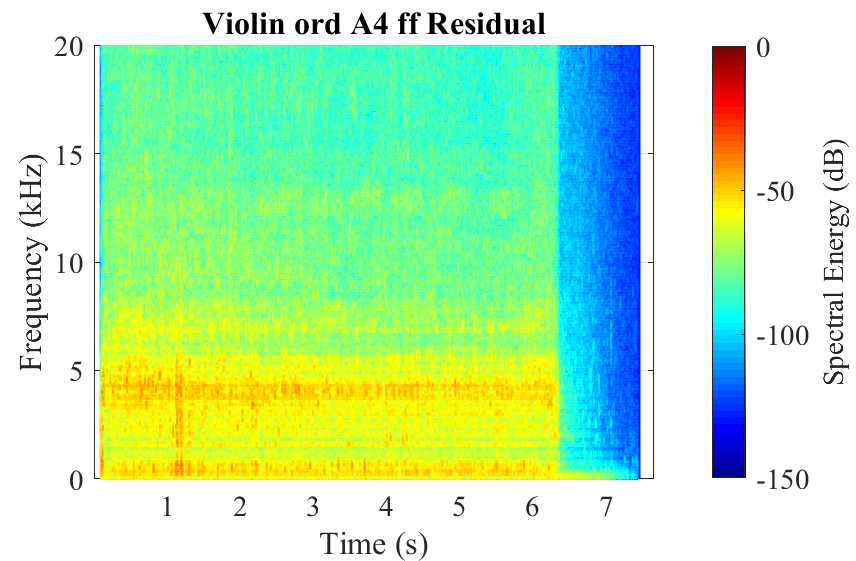 Violin ord A4 ff Residual
20
15
10
5
0
Frequency (kHz)
1 2 3 4 5 6 7
Time (s)
0
-50
-100
-150
Spectral Energy (dB)